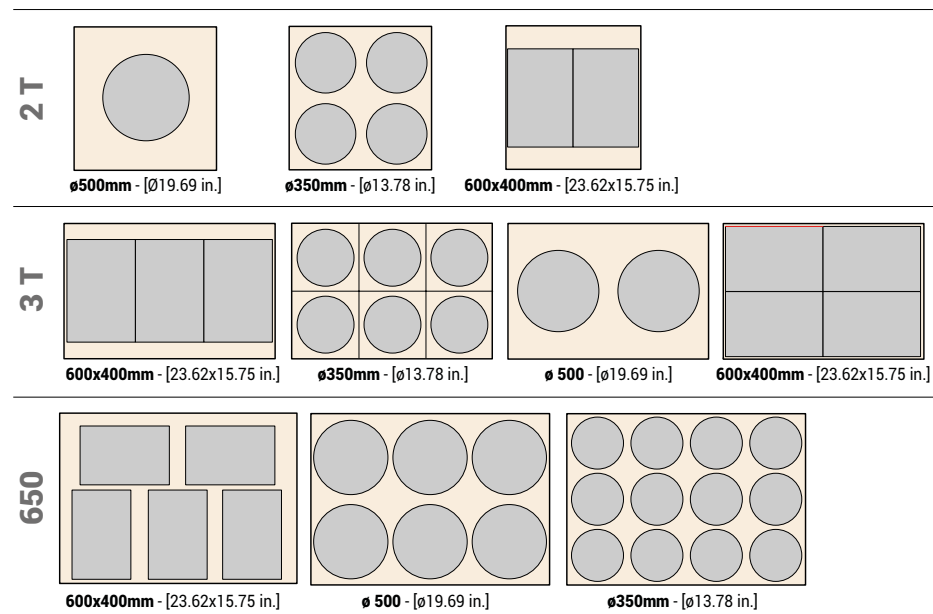 2 T
ø500mm - [Ø19.69 in.]
ø350mm - [ø13.78 in.]
600x400mm - [23.62x15.75 in.]
3 T
600x400mm - [23.62x15.75 in.]
ø350mm - [ø13.78 in.]
ø 500 - [ø19.69 in.]
600x400mm - [23.62x15.75 in.]
650
600x400mm - [23.62x15.75 in.]
ø 500 - [ø19.69 in.]
ø350mm - [ø13.78 in.]